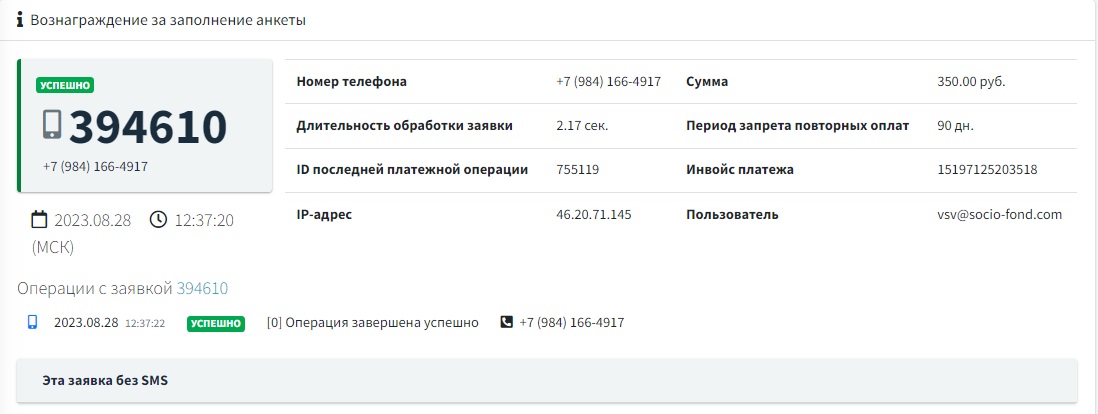 Вознаграждение за заполнение анкеты
УСПЕШНО
394610
+7 (984) 166-4917
2023.08.28 12:37:20
(МСК)
Номер телефона +7 (984) 166-4917 Сумма 350.00 руб.
Длительность обработки заявки 2.17 сек. Период запрета повторных оплат 90 дн.
ID последней платежной операции 755119 Инвойс платежа 15197125203518
IP-адрес 46.20.71.145 Пользователь vsv@socio-fond.com
Операции с заявкой 394610
2023.08.28 12:37:22 УСПЕШНО [0] Операция завершена успешно +7 (984) 166-4917
Эта заявка без SMS